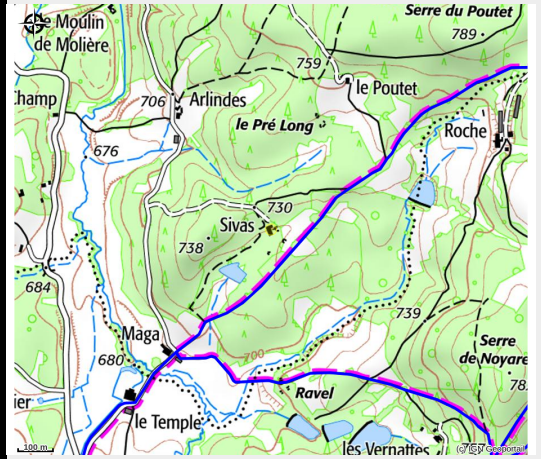 Serre du Poutet
Moulin
de Molière
789
759
le Poutet
Champ
706
Arlindes
le Pré Long
Roche
676
730
Sivas
738
684
739
Maga
700
680
Serre
de Noyare
Ravel
le Temple
les Vernattes
100 m
(c) IGN Geoportail